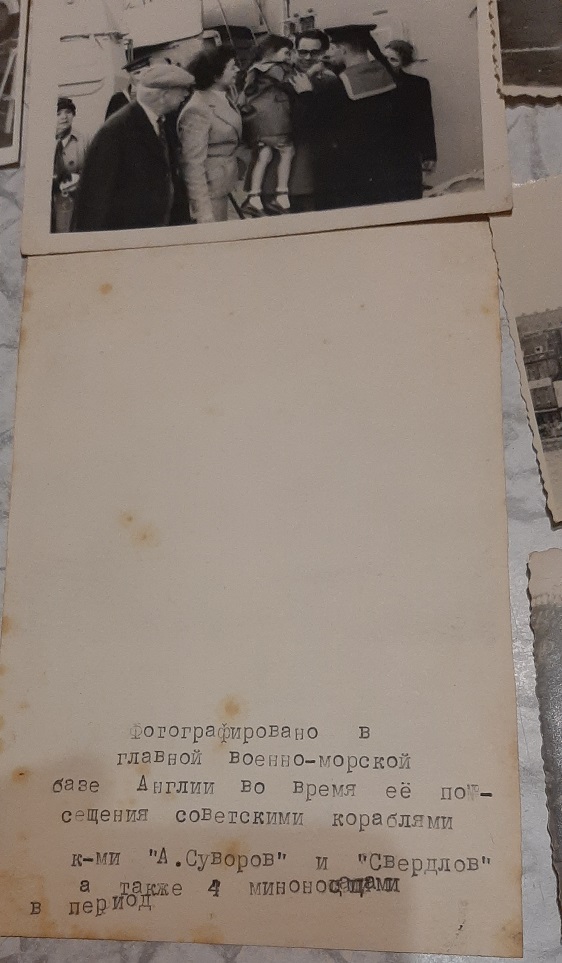 Фотографировано в
главной военно-морской
базе Англии во время её по-
сещения советскими кораблями
к-ми "А.Суворов" и "Свердлов"
а также 4 миноносцами
в период